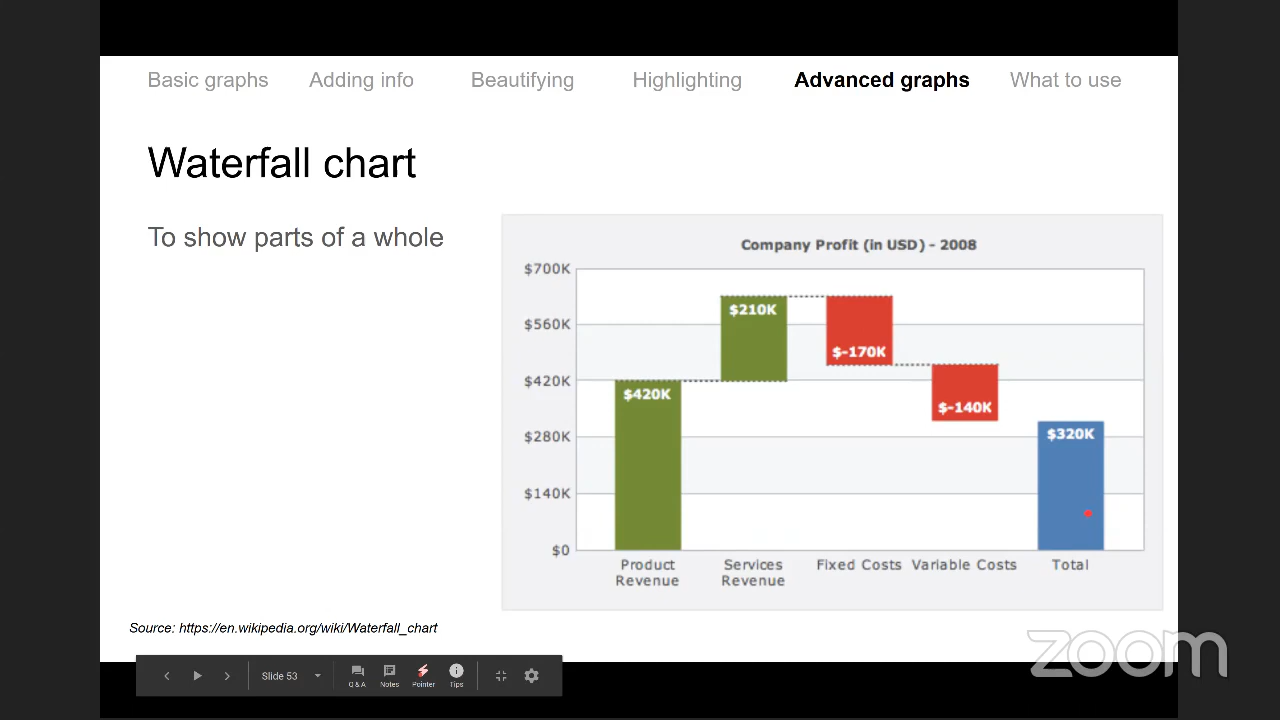 Basic graphs Adding info Beautifying Highlighting Advanced graphs What to use
Waterfall chart
To show parts of a whole
Company Profit (in USD) - 2008
$700K
$560K
$420K
$280K
$140K
$0
$420K
$210K
$-170K
$-140K
$320K
Product Revenue
Services Revenue
Fixed Costs
Variable Costs
Total
Source: https://en.wikipedia.org/wiki/Waterfall_chart
zoom
Slide 53
Q & A
Notes
Pointer
Tips